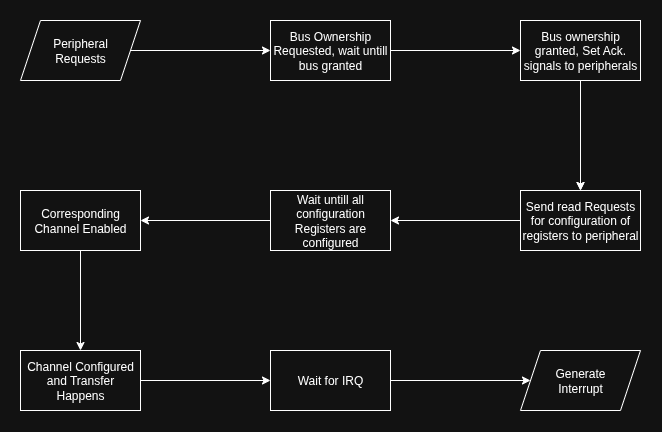 Peripheral
Requests
Bus Ownership
Requested, wait untill
bus granted
Bus ownership
granted, Set Ack.
signals to peripherals
Corresponding
Channel Enabled
Wait untill all
configuration
Registers are
configured
Send read Requests
for configuration of
registers to peripheral
Channel Configured
and Transfer
Happens
Wait for IRQ
Generate
Interrupt